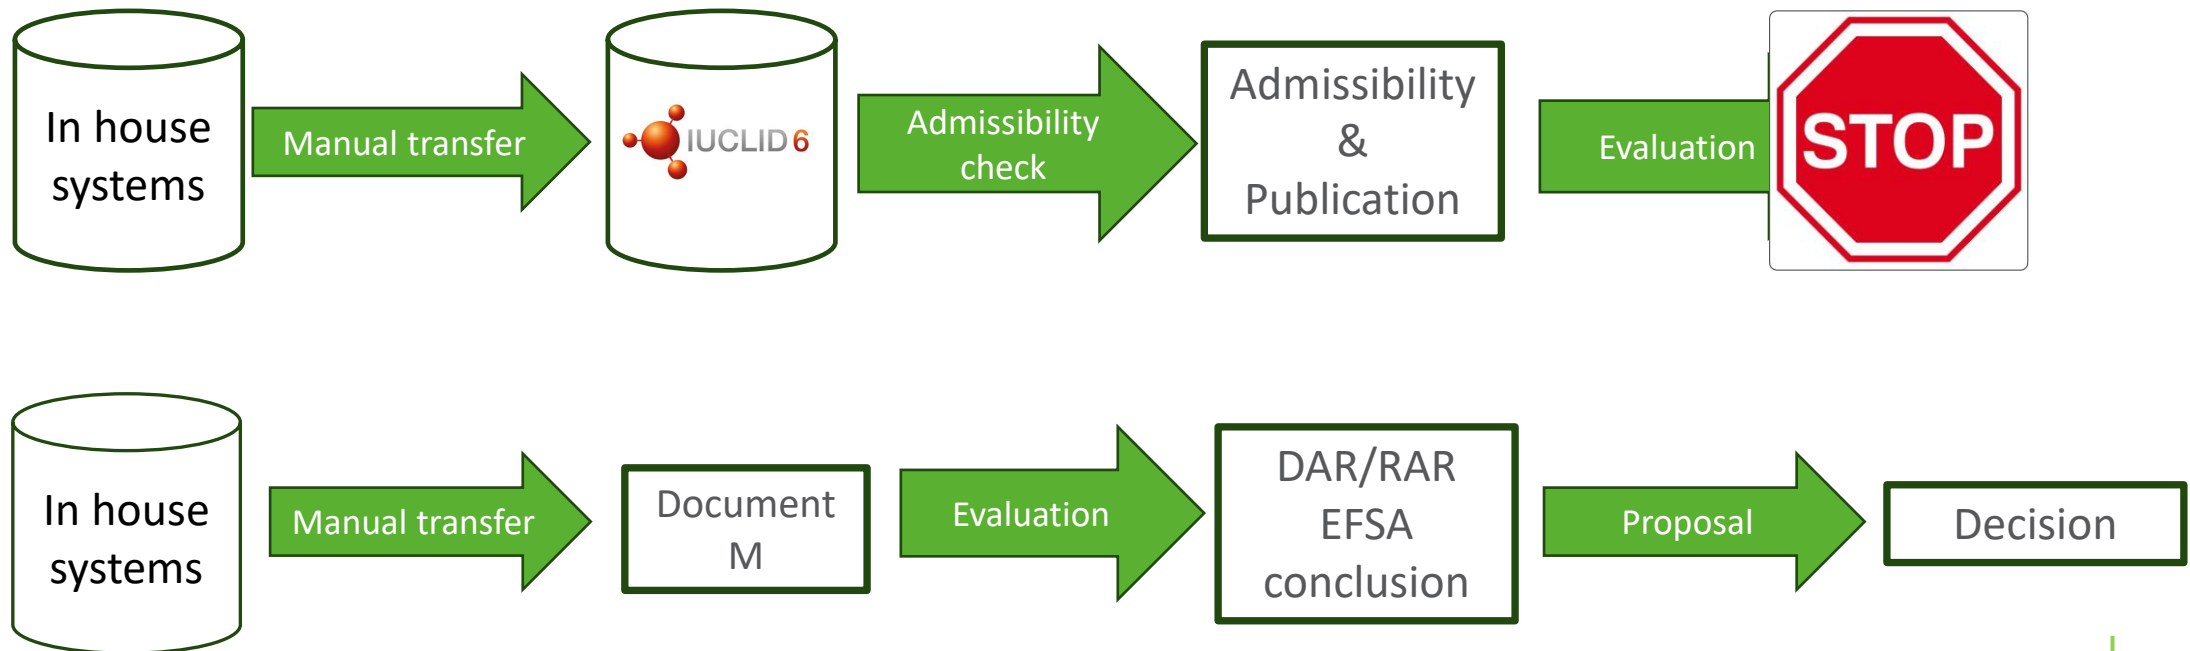 In house
systems
Manual transfer
IUCLID 6
Admissibility
check
Admissibility
&
Publication
Evaluation
STOP
In house
systems
Manual transfer
Document
M
Evaluation
DAR/RAR
EFSA
conclusion
Proposal
Decision